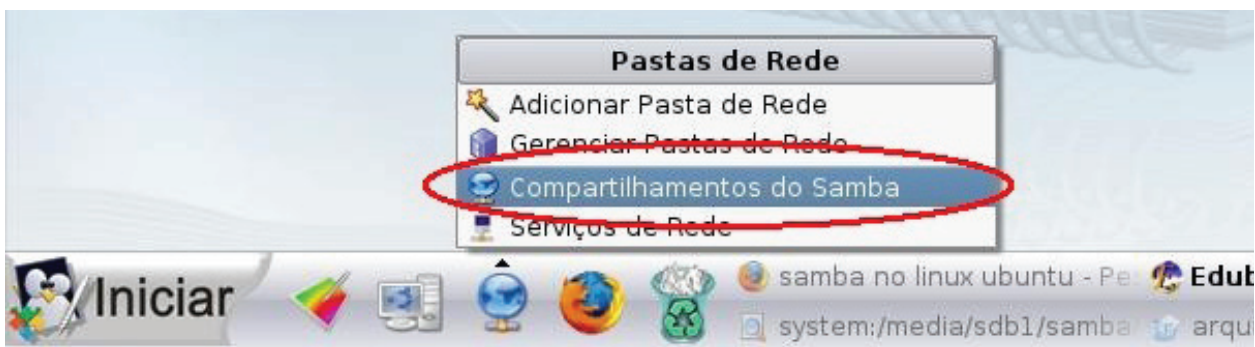 Pastas de Rede
Adicionar Pasta de Rede
Gerenciar Pastas de Rede
Compartilhamentos do Samba
Serviços de Rede
Iniciar
samba no linux ubuntu - Pe
Edub
system:/media/sdb1/samba
arqu